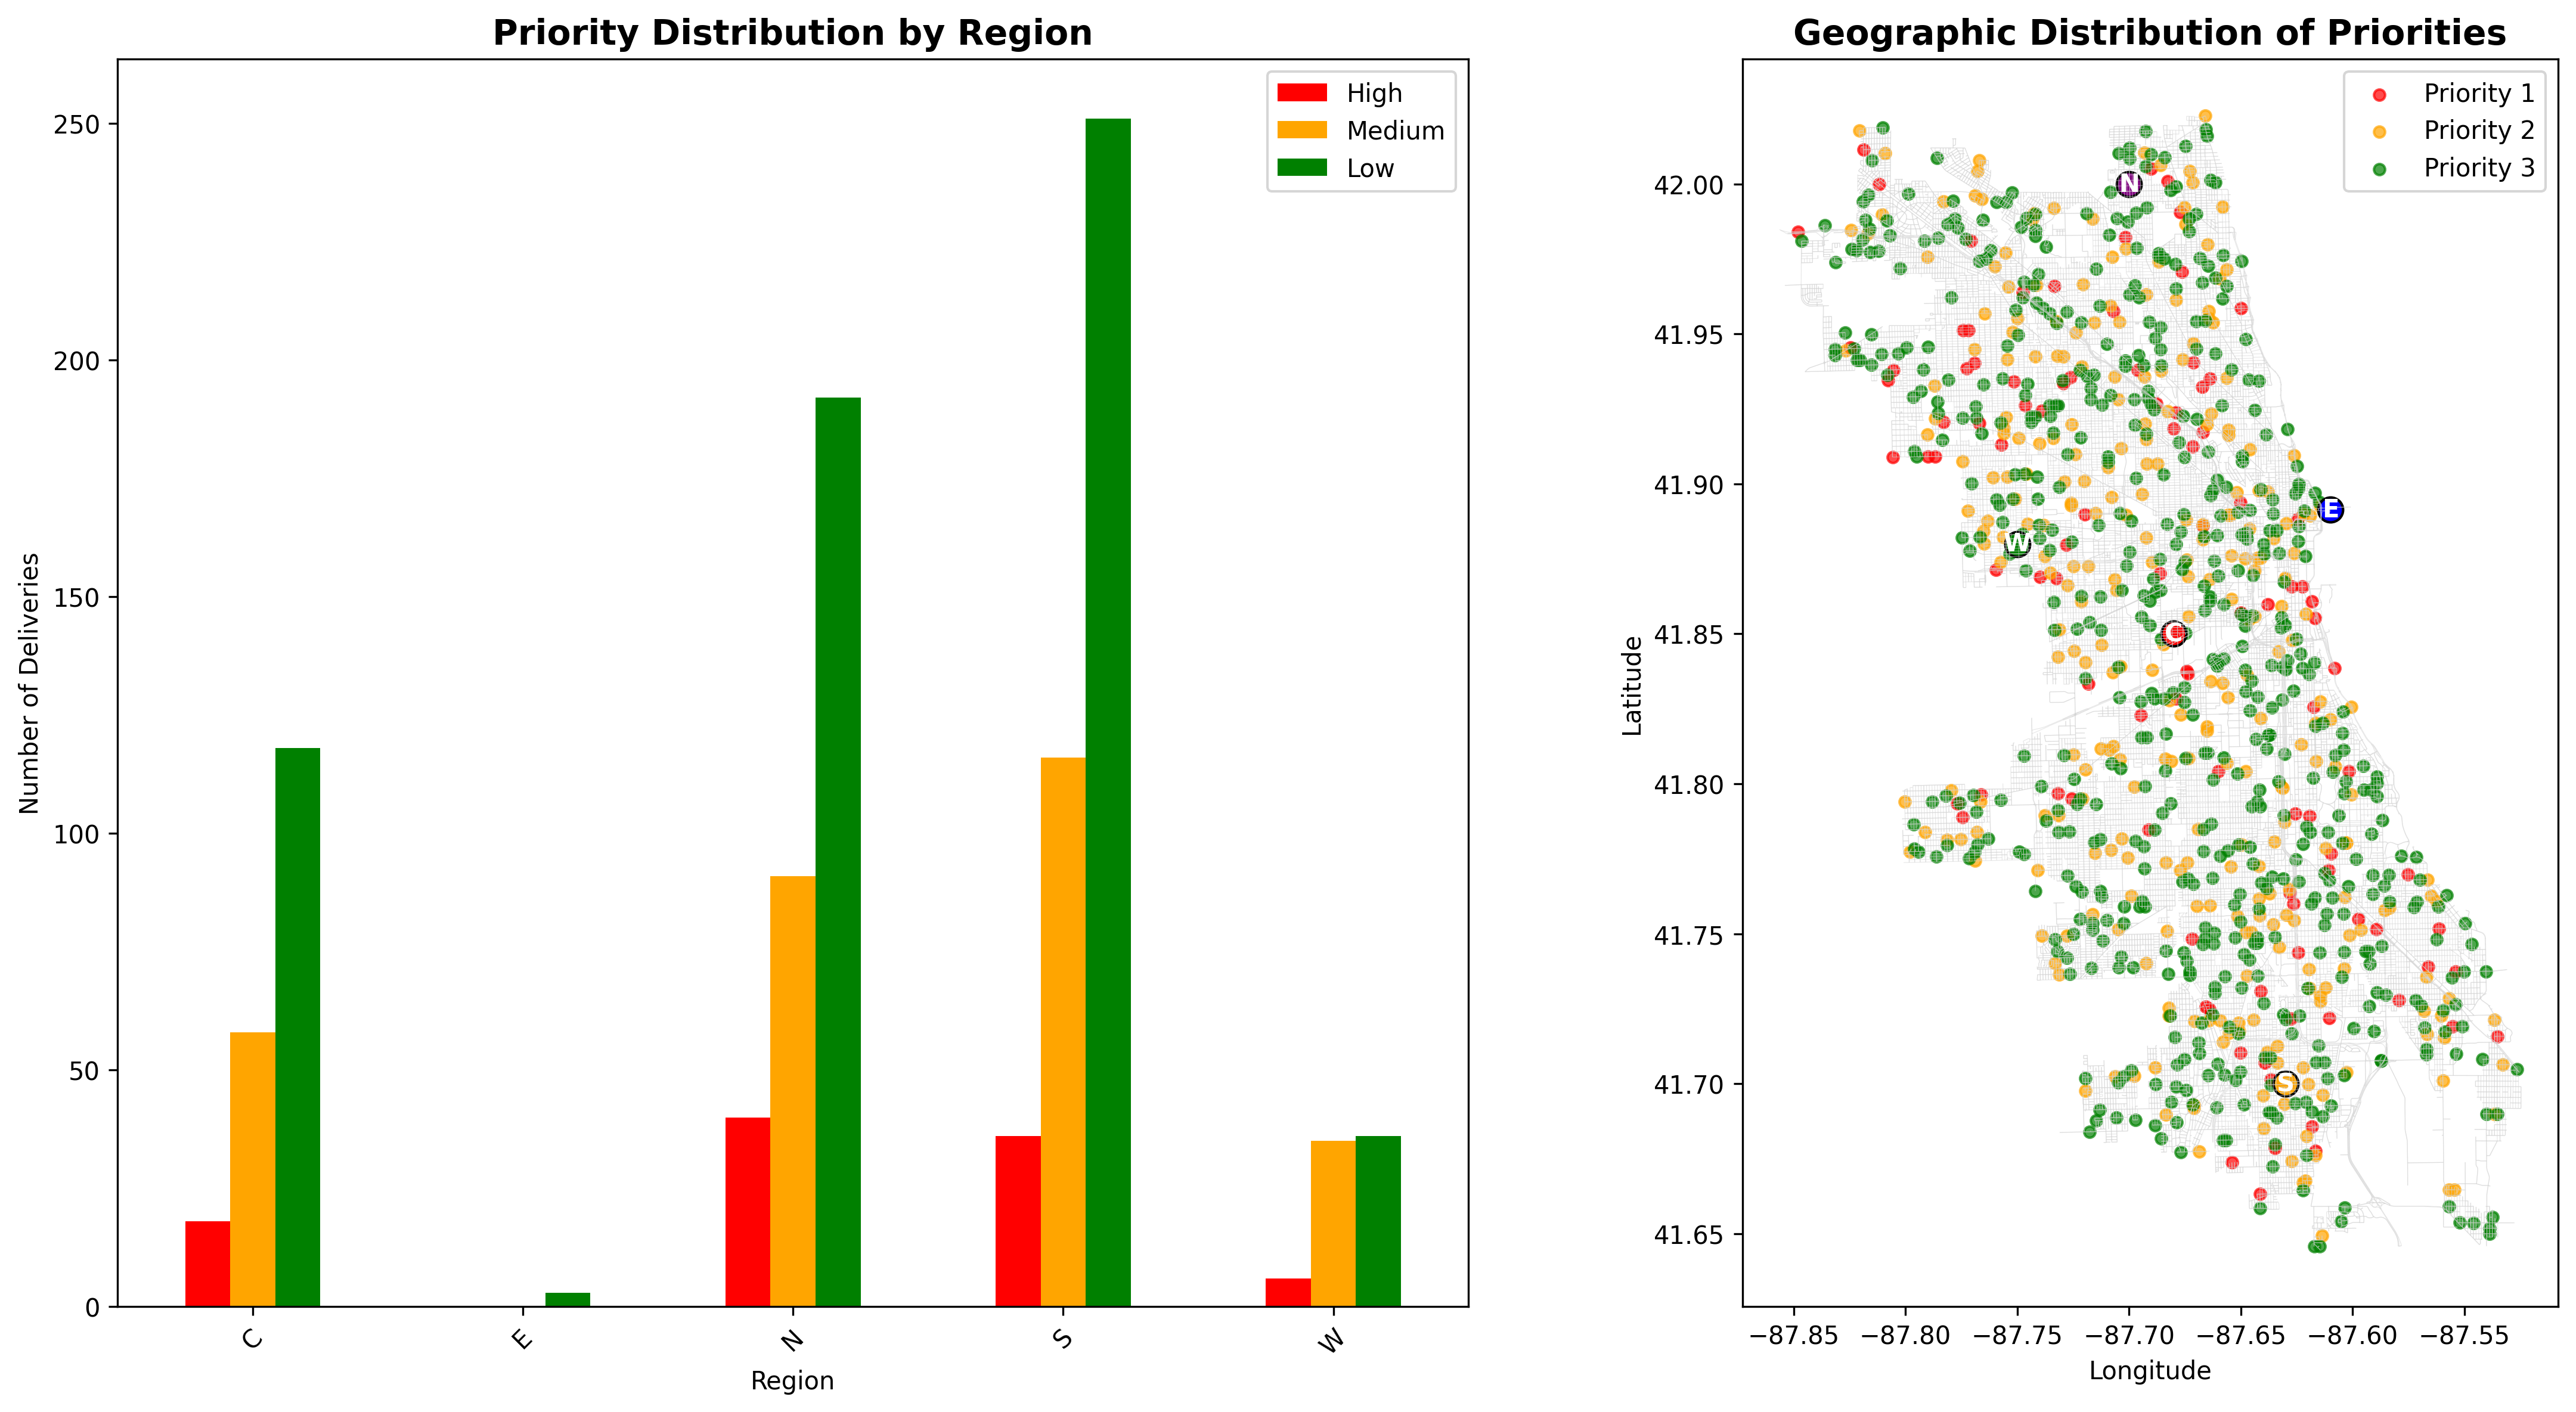 Priority Distribution by Region
Number of Deliveries
250
200
150
100
50
0
High
Medium
Low
C
E
N
S
W
Region
Geographic Distribution of Priorities
Latitude
42.00
41.95
41.90
41.85
41.80
41.75
41.70
41.65
Priority 1
Priority 2
Priority 3
N
E
W
C
S
−87.85
−87.80
−87.75
−87.70
−87.65
−87.60
−87.55
Longitude